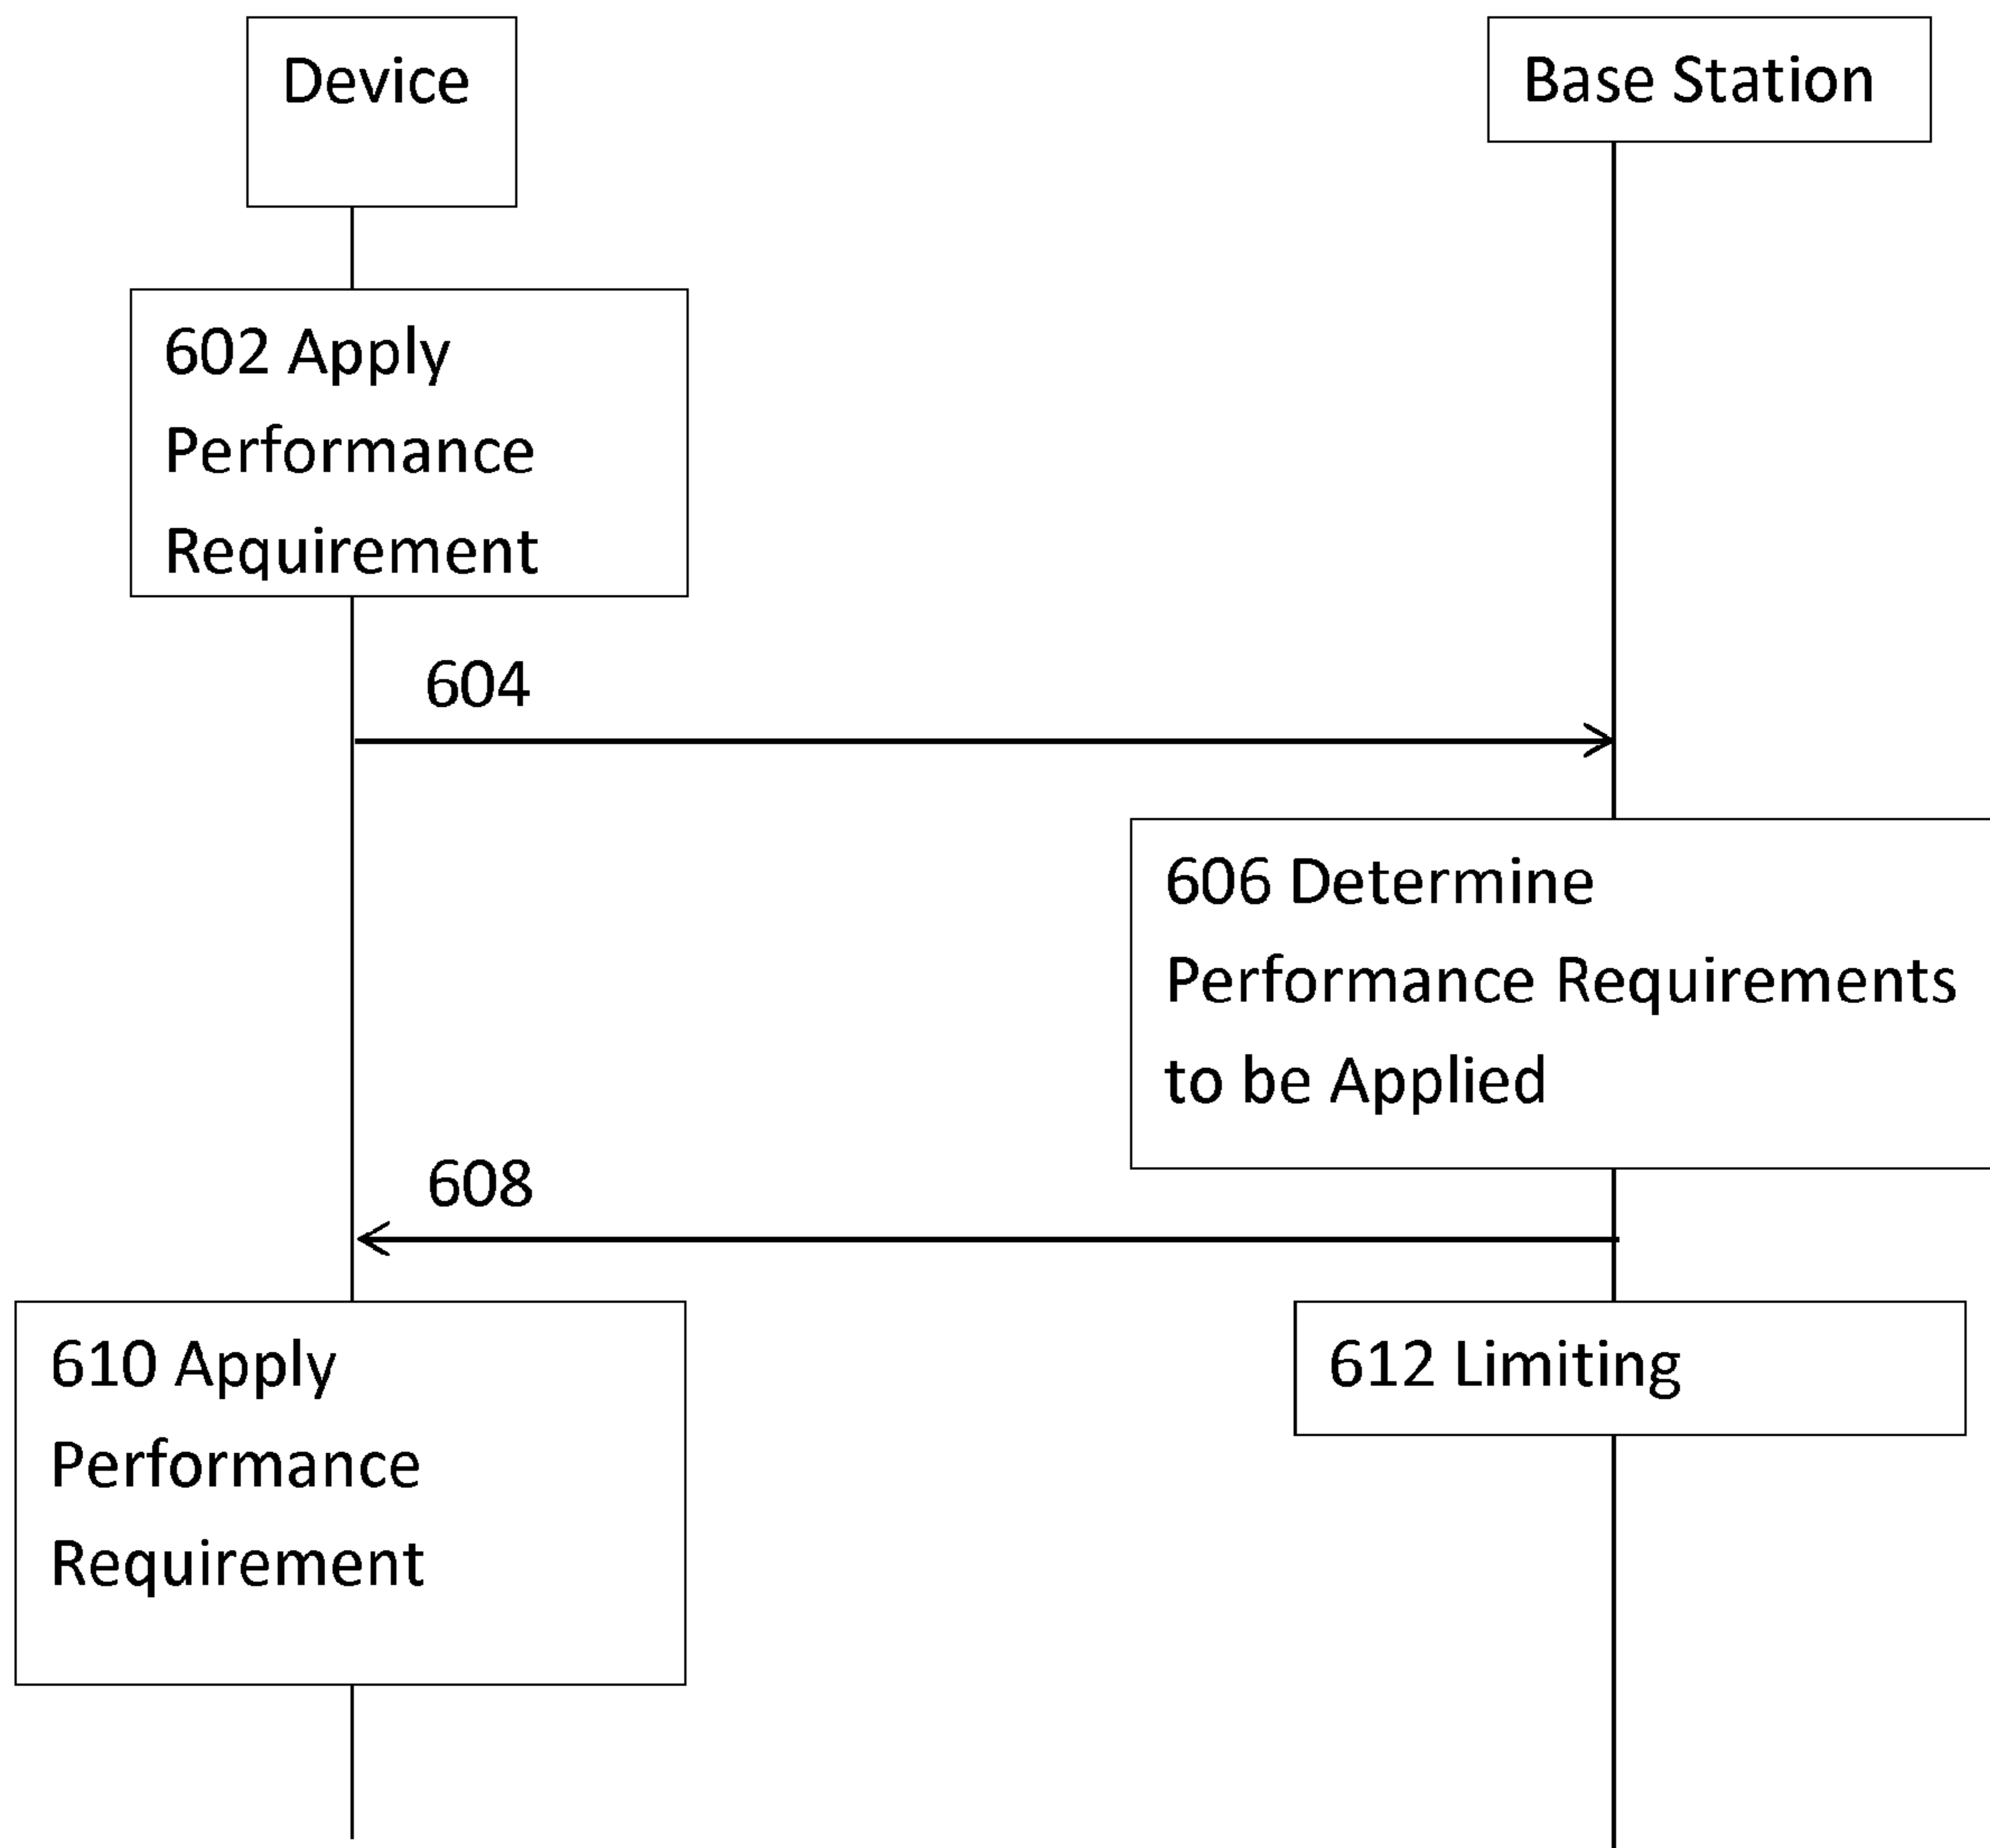 Device
Base Station
602 Apply
Performance
Requirement
604
606 Determine
Performance Requirements
to be Applied
608
610 Apply
Performance
Requirement
612 Limiting